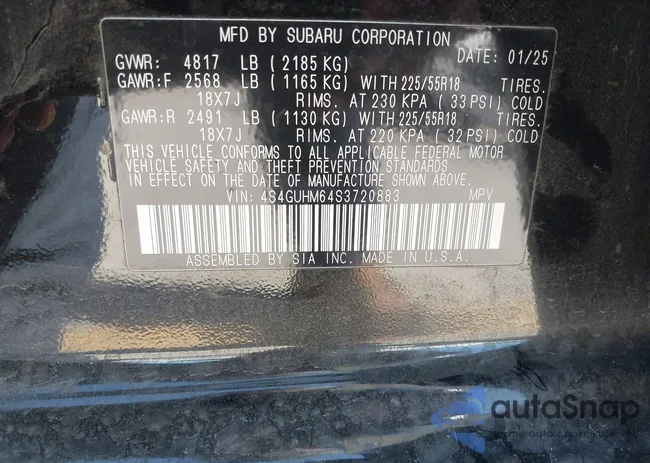 MFD BY SUBARU CORPORATION
GVWR: 4817 LB (2185 KG) DATE: 01/25
GAWR:F 2568 LB (1165 KG) WITH 225/55R18 TIRES.
18X7J RIMS. AT 230 KPA (33 PSI) COLD
GAWR:R 2491 LB (1130 KG) WITH 225/55R18 TIRES.
18X7J RIMS. AT 220 KPA (32 PSI) COLD
THIS VEHICLE CONFORMS TO ALL APPLICABLE FEDERAL MOTOR
VEHICLE SAFETY AND THEFT PREVENTION STANDARDS
IN EFFECT ON THE DATE OF MANUFACTURE SHOWN ABOVE.
VIN: 4S4GUHM64S3720883 MPV
ASSEMBLED BY SIA INC. MADE IN U.S.A.
autaSnap